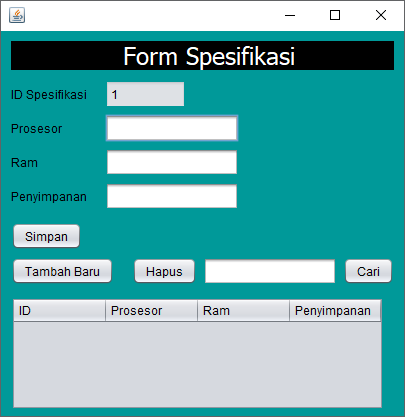 Form Spesifikasi
ID Spesifikasi 1
Prosesor
Ram
Penyimpanan
Simpan
Tambah Baru Hapus Cari
ID Prosesor Ram Penyimpanan